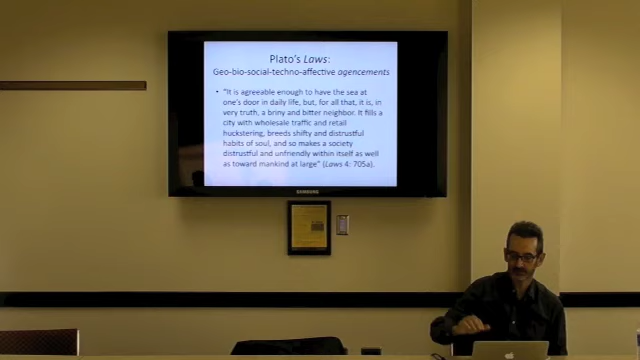 Plato's Laws:
Geo-bio-social-techno-affective agencements
• "It is agreeable enough to have the sea at
one's door in daily life, but, for all that, it is, in
very truth, a briny and bitter neighbor. It fills
a city with wholesale traffic and retail
huckstering, breeds shifty and distrustful
habits of soul, and so makes a society
distrustful and unfriendly within itself as well
as toward mankind at large" (Laws 4: 705a).
SAMSUNG